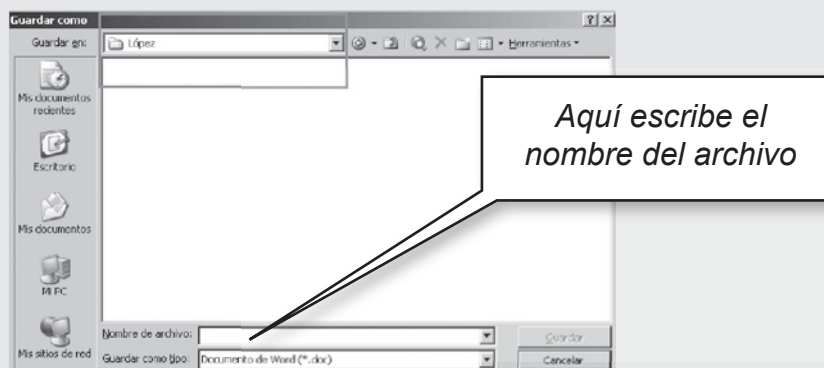 Guardar como
Guardar en:
López
Herramientas
Mis documentos
recientes
Escritorio
Mis documentos
Mi PC
Mis sitios de red
Aquí escribe el
nombre del archivo
Nombre de archivo:
Guardar
Guardar como tipo:
Documento de Word (*.doc)
Cancelar